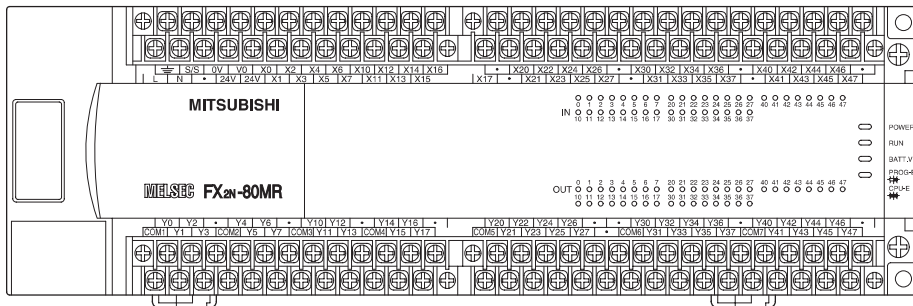 S/S 0V V0 X0 X2 X4 X6 X10 X12 X14 X16 • X20 X22 X24 X26 • X30 X32 X34 X36 • X40 X42 X44 X46 •
L N • 24V 24V X1 X3 X5 X7 X11 X13 X15 X17 • X21 X23 X25 X27 • X31 X33 X35 X37 • X41 X43 X45 X47
MITSUBISHI
IN
0 1 2 3 4 5 6 7 20 21 22 23 24 25 26 27 40 41 42 43 44 45 46 47
10 11 12 13 14 15 16 17 30 31 32 33 34 35 36 37
POWER
RUN
BATT.V
PROG-E
CPU-E
MELSEC FX2N-80MR
OUT
0 1 2 3 4 5 6 7 20 21 22 23 24 25 26 27 40 41 42 43 44 45 46 47
10 11 12 13 14 15 16 17 30 31 32 33 34 35 36 37
Y0 Y2 • Y4 Y6 • Y10 Y12 • Y14 Y16 • Y20 Y22 Y24 Y26 • Y30 Y32 Y34 Y36 • Y40 Y42 Y44 Y46 •
COM1 Y1 Y3 COM2 Y5 Y7 COM3 Y11 Y13 COM4 Y15 Y17 COM5 Y21 Y23 Y25 Y27 • COM6 Y31 Y33 Y35 Y37 COM7 Y41 Y43 Y45 Y47